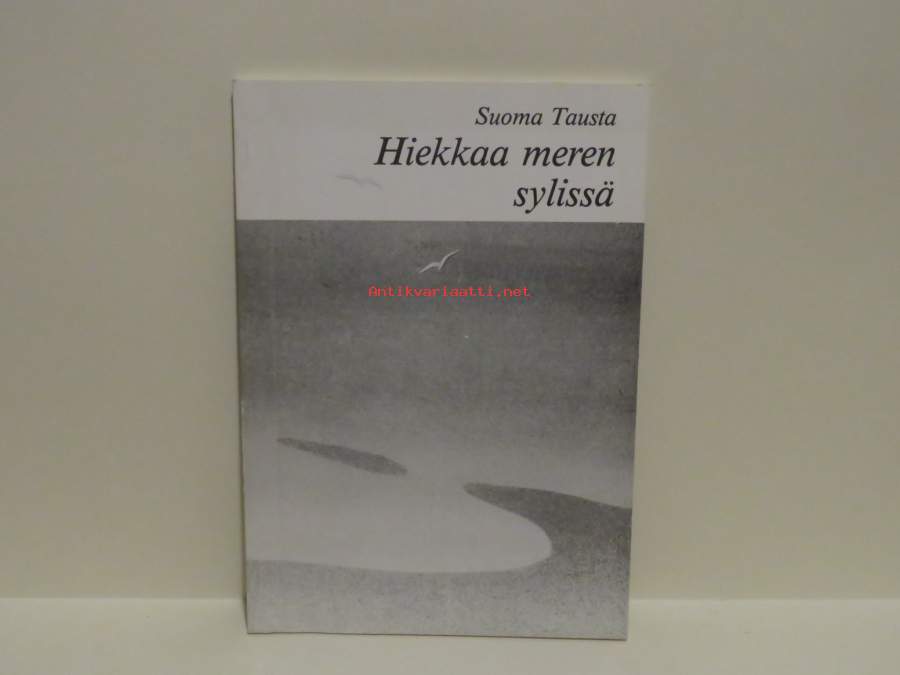 Suoma Tausta
Hiekkaa meren
sylissä
Antikvariaatti.net